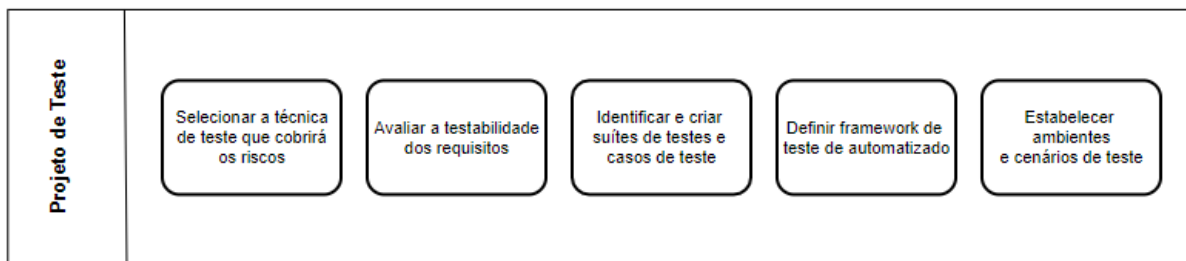 Projeto de Teste
Selecionar a técnica
de teste que cobrirá
os riscos
Avaliar a testabilidade
dos requisitos
Identificar e criar
suítes de testes e
casos de teste
Definir framework de
teste de automatizado
Estabelecer
ambientes
e cenários de teste